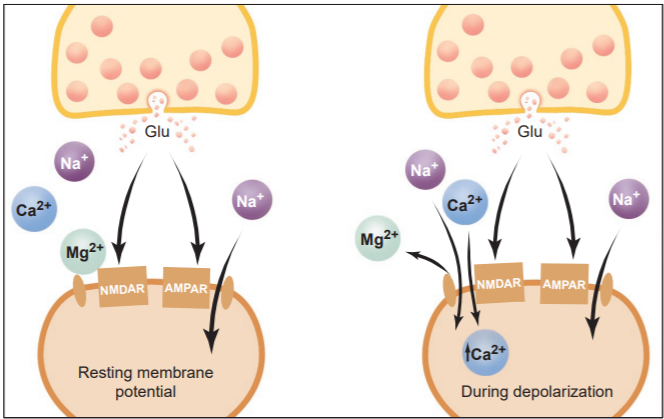 Glu
Na⁺
Ca²⁺
Na⁺
Mg²⁺
NMDAR
AMPAR
Resting membrane
potential
Glu
Na⁺
Ca²⁺
Na⁺
Mg²⁺
NMDAR
AMPAR
↑Ca²⁺
During depolarization